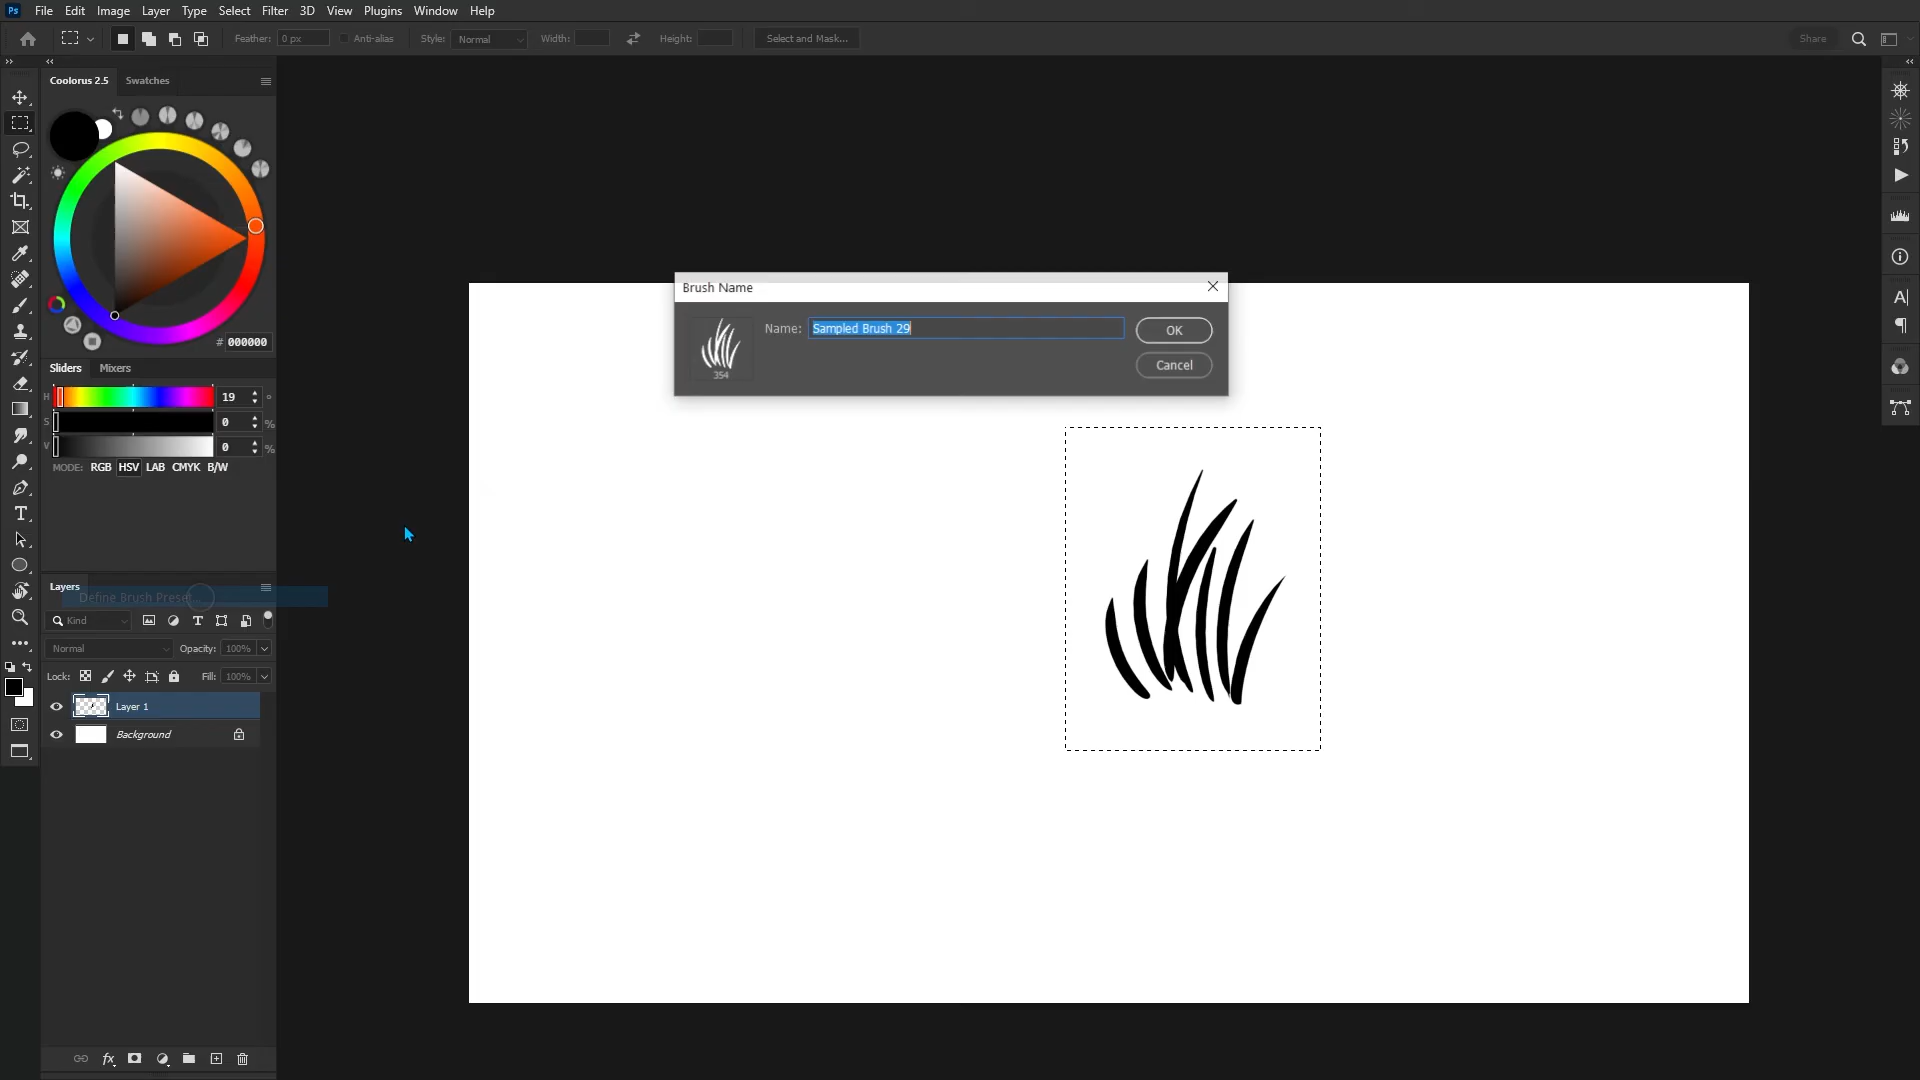 Ps File Edit Image Layer Type Select Filter 3D View Plugins Window Help
Feather: 0 px Anti-alias Style: Normal Width: Height: Select and Mask... Share
Coolorus 2.5 Swatches
# 000000
Sliders Mixers
H 19 °
S 0 %
V 0 %
MODE: RGB HSV LAB CMYK B/W
Layers
Define Brush Preset...
Kind
Normal Opacity: 100%
Lock: Fill: 100%
Layer 1
Background
fx
Brush Name
Name: Sampled Brush 29 OK
354
Cancel